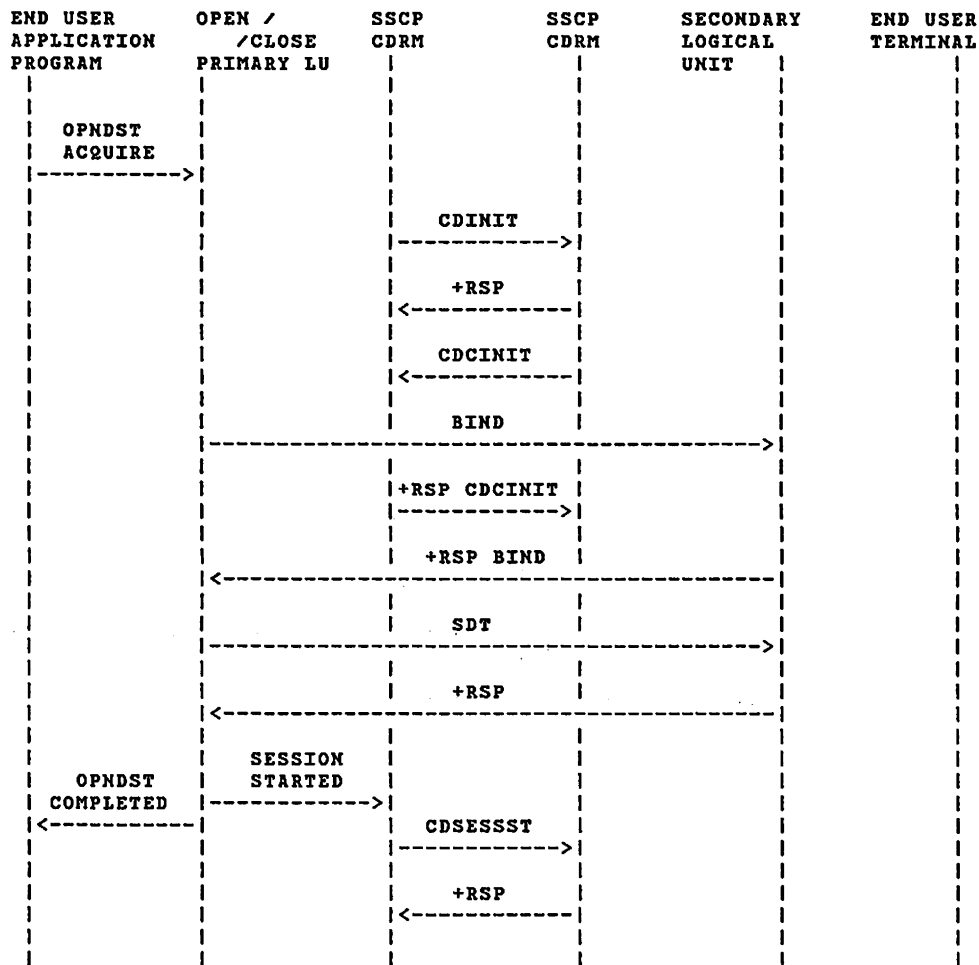 END USER OPEN / SSCP SSCP SECONDARY END USER
APPLICATION /CLOSE CDRM CDRM LOGICAL TERMINAL
PROGRAM PRIMARY LU UNIT
OPNDST
ACQUIRE
CDINIT
+RSP
CDCINIT
BIND
+RSP CDCINIT
+RSP BIND
SDT
+RSP
SESSION
OPNDST STARTED
COMPLETED
CDSESSST
+RSP